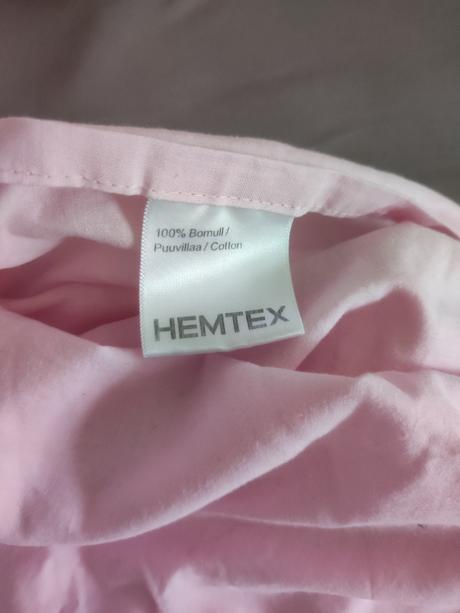 100% Bomull /
Puuvillaa / Cotton
HEMTEX